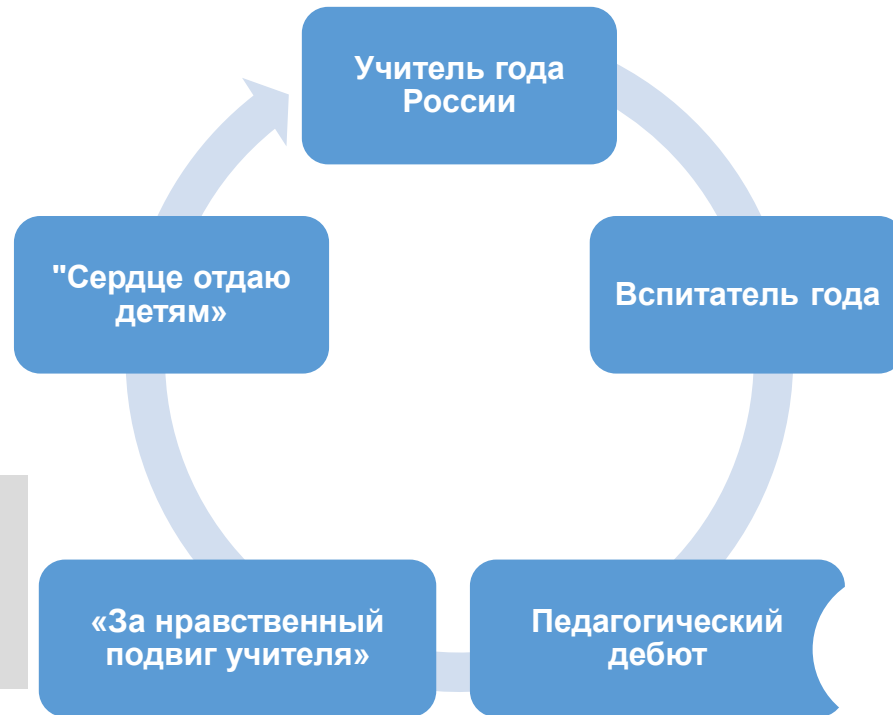 Учитель года
России
Вспитатель года
Педагогический
дебют
«За нравственный
подвиг учителя»
"Сердце отдаю
детям»